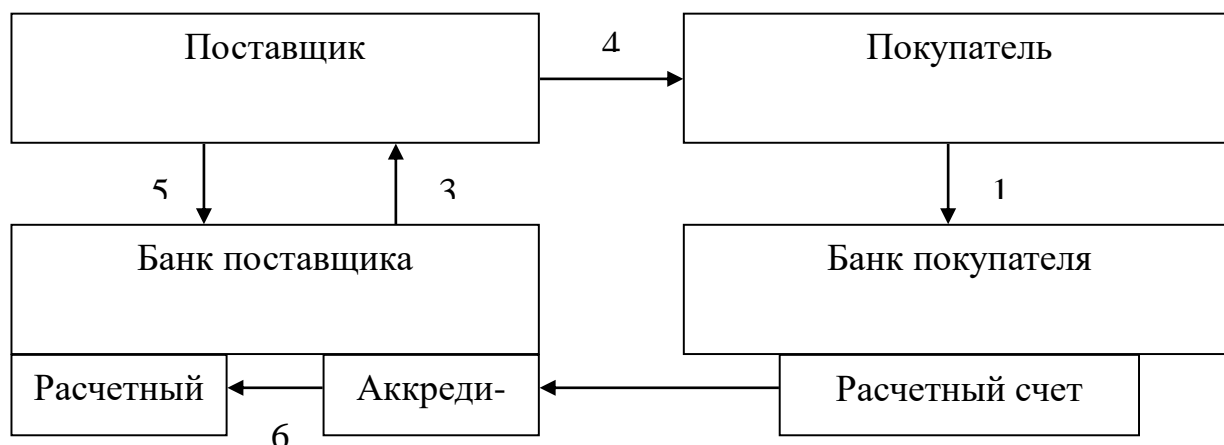 Поставщик
4
Покупатель
5
3
1
Банк поставщика
Банк покупателя
Расчетный
Аккреди-
Расчетный счет
6